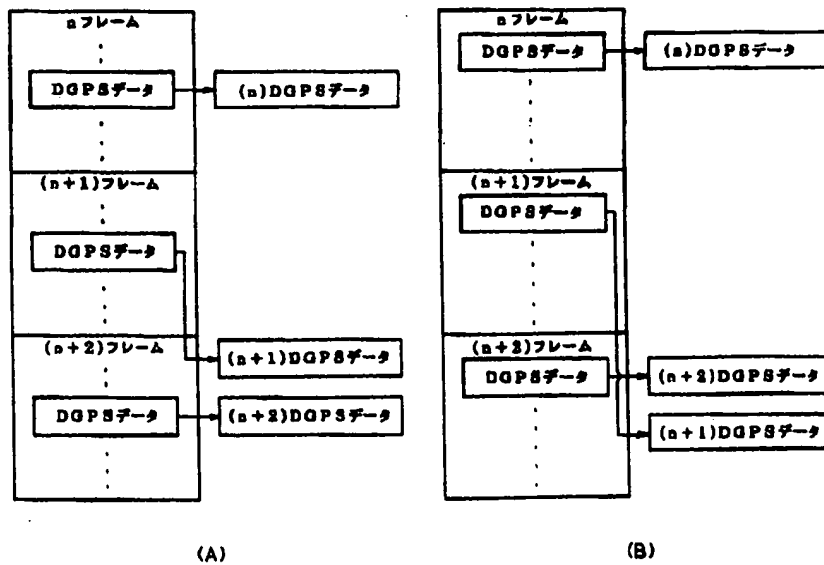 nフレーム
DGPSデータ
(n)DGPSデータ
(n+1)フレーム
DGPSデータ
(n+2)フレーム
(n+1)DGPSデータ
DGPSデータ
(n+2)DGPSデータ
(A)
nフレーム
DGPSデータ
(n)DGPSデータ
(n+1)フレーム
DGPSデータ
(n+2)フレーム
DGPSデータ
(n+2)DGPSデータ
(n+1)DGPSデータ
(B)